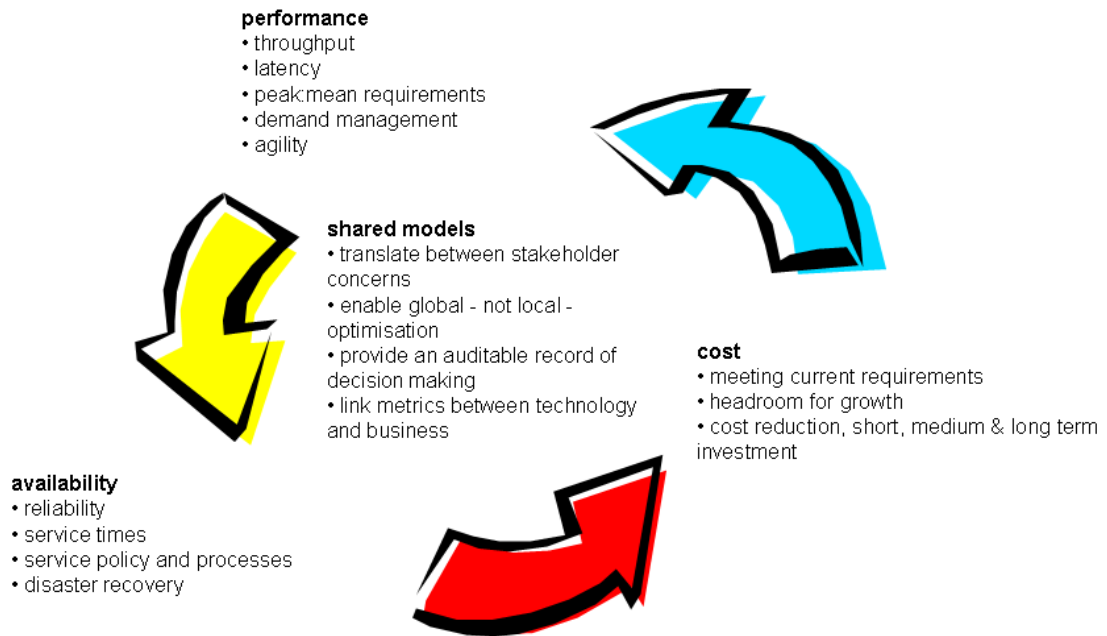 performance
• throughput
• latency
• peak:mean requirements
• demand management
• agility
shared models
• translate between stakeholder
concerns
• enable global - not local -
optimisation
• provide an auditable record of
decision making
• link metrics between technology
and business
cost
• meeting current requirements
• headroom for growth
• cost reduction, short, medium & long term
investment
availability
• reliability
• service times
• service policy and processes
• disaster recovery